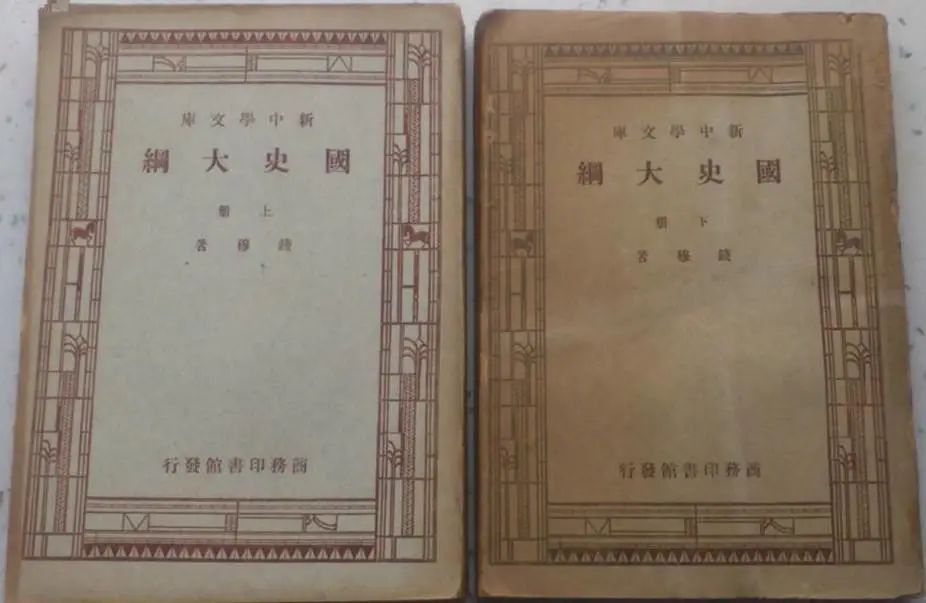 新中學文庫
國史大綱
上冊
錢穆著
商務印書館發行
新中學文庫
國史大綱
下冊
錢穆著
商務印書館發行